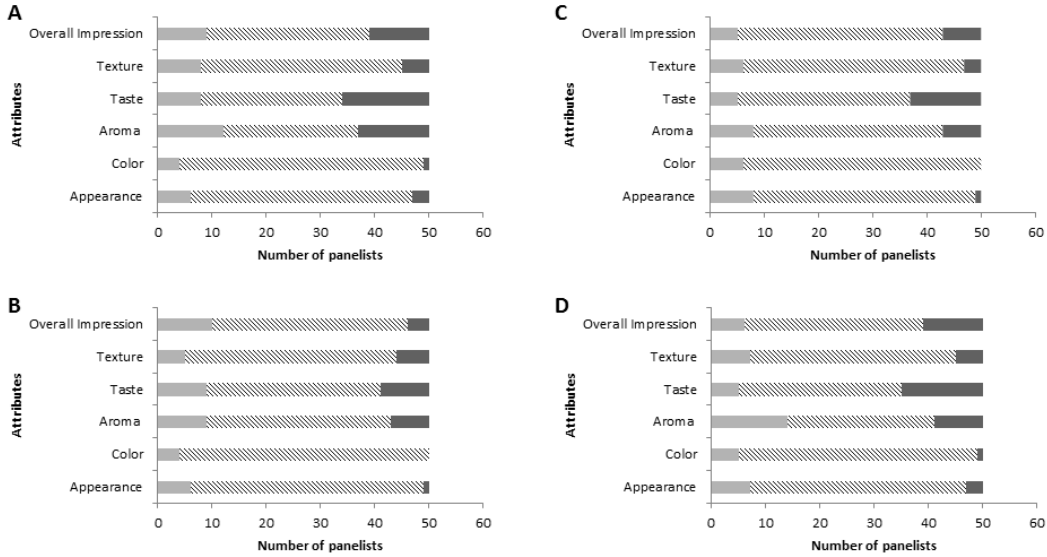 A
Attributes
Overall Impression
Texture
Taste
Aroma
Color
Appearance
0 10 20 30 40 50 60
Number of panelists
C
Attributes
Overall Impression
Texture
Taste
Aroma
Color
Appearance
0 10 20 30 40 50 60
Number of panelists
B
Attributes
Overall Impression
Texture
Taste
Aroma
Color
Appearance
0 10 20 30 40 50 60
Number of panelists
D
Attributes
Overall Impression
Texture
Taste
Aroma
Color
Appearance
0 10 20 30 40 50 60
Number of panelists